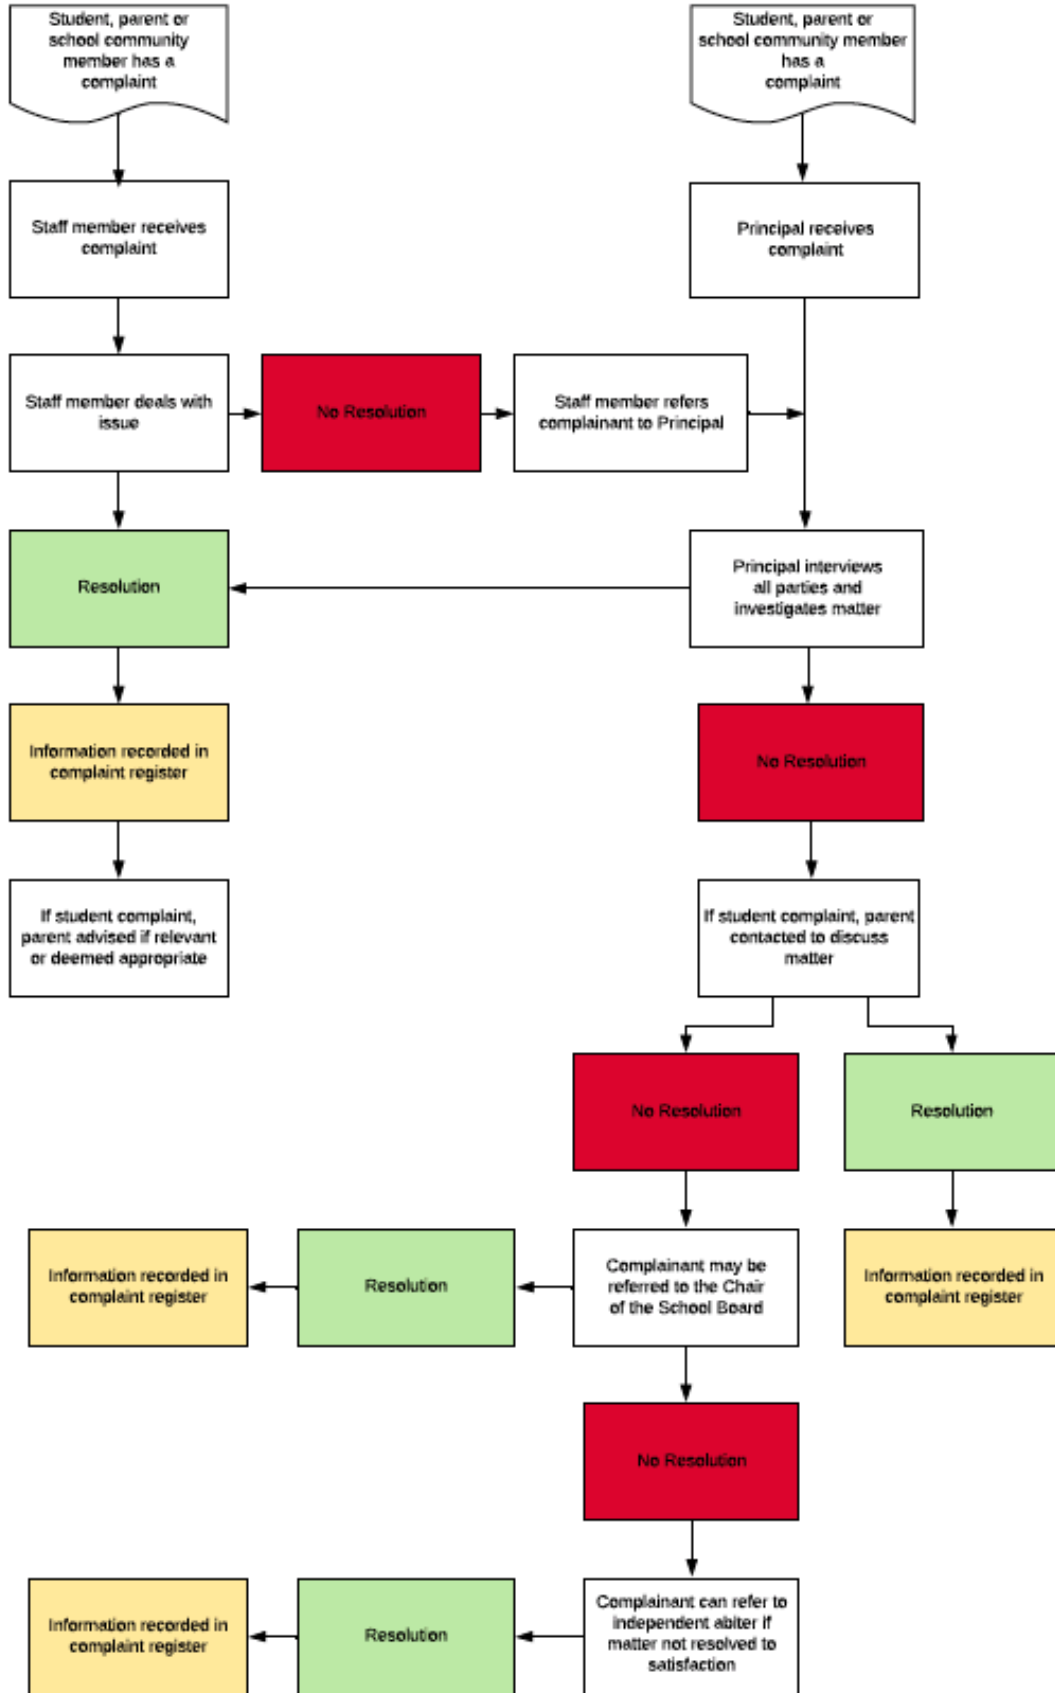 Student, parent or
school community
member has a
complaint
Student, parent or
school community member
has a
complaint
Staff member receives
complaint
Principal receives
complaint
Staff member deals with
issue
No Resolution
Staff member refers
complainant to Principal
Resolution
Principal interviews
all parties and
investigates matter
Information recorded in
complaint register
No Resolution
If student complaint,
parent advised if relevant
or deemed appropriate
If student complaint, parent
contacted to discuss
matter
No Resolution
Resolution
Information recorded in
complaint register
Resolution
Complainant may be
referred to the Chair
of the School Board
Information recorded in
complaint register
No Resolution
Information recorded in
complaint register
Resolution
Complainant can refer to
independent abiter if
matter not resolved to
satisfaction